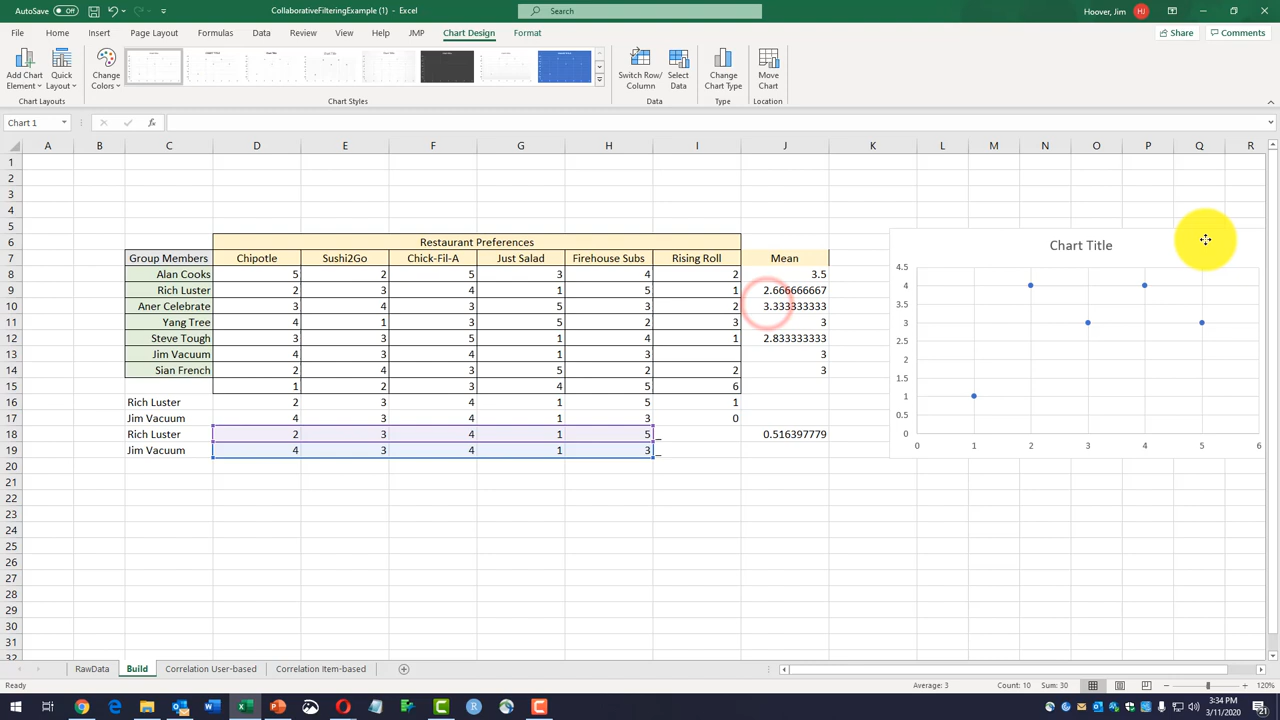 AutoSave Off CollaborativeFilteringExample (1) - Excel Search Hoover, Jim HJ
File Home Insert Page Layout Formulas Data Review View Help JMP Chart Design Format Share Comments
Add Chart Element Quick Layout Change Colors Switch Row/ Column Select Data Change Chart Type Move Chart
Chart Layouts Chart Styles Data Type Location
Chart 1 fx
A B C D E F G H I J K L M N O P Q R
1
2
3
4
5
6 Restaurant Preferences
7 Group Members Chipotle Sushi2Go Chick-Fil-A Just Salad Firehouse Subs Rising Roll Mean
8 Alan Cooks 5 2 5 3 4 2 3.5
9 Rich Luster 2 3 4 1 5 1 2.666666667
10 Aner Celebrate 3 4 3 5 3 2 3.333333333
11 Yang Tree 4 1 3 5 2 3 3
12 Steve Tough 3 3 5 1 4 1 2.833333333
13 Jim Vacuum 4 3 4 1 3 3
14 Sian French 2 4 3 5 2 3
15 1 2 3 4 5 6
16 Rich Luster 2 3 4 1 5 1
17 Jim Vacuum 4 3 4 1 3 0
18 Rich Luster 2 3 4 1 5 _ 0.516397779
19 Jim Vacuum 4 3 4 1 3 _
20
21
22
23
24
25
26
27
28
29
30
31
32
Chart Title
4.5
4
3.5
3
2.5
2
1.5
1
0.5
0
0 1 2 3 4 5 6
RawData Build Correlation User-based Correlation Item-based
Ready Average: 3 Count: 10 Sum: 30 120%
3:34 PM
3/11/2020